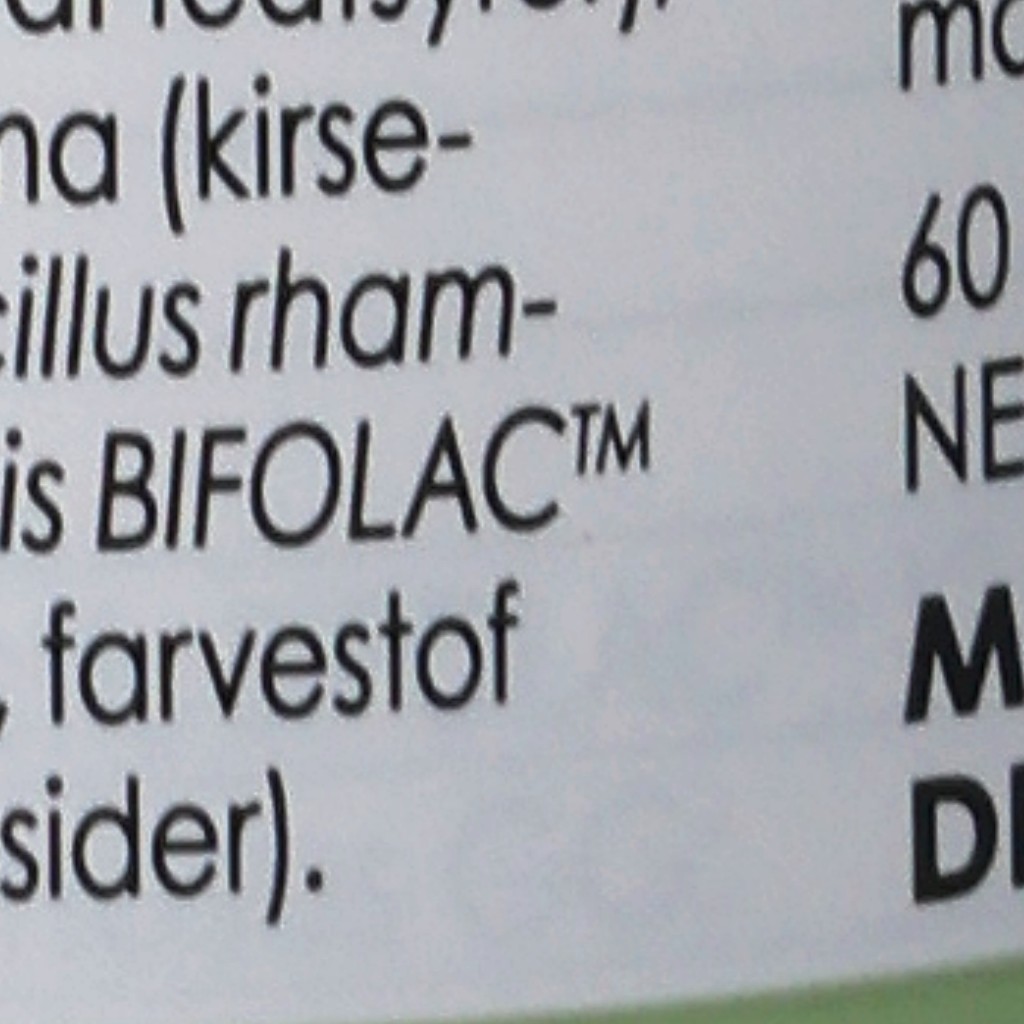 na (kirse-
cillus rham-
is BIFOLAC™
, farvestof
sider).
60
NE
M